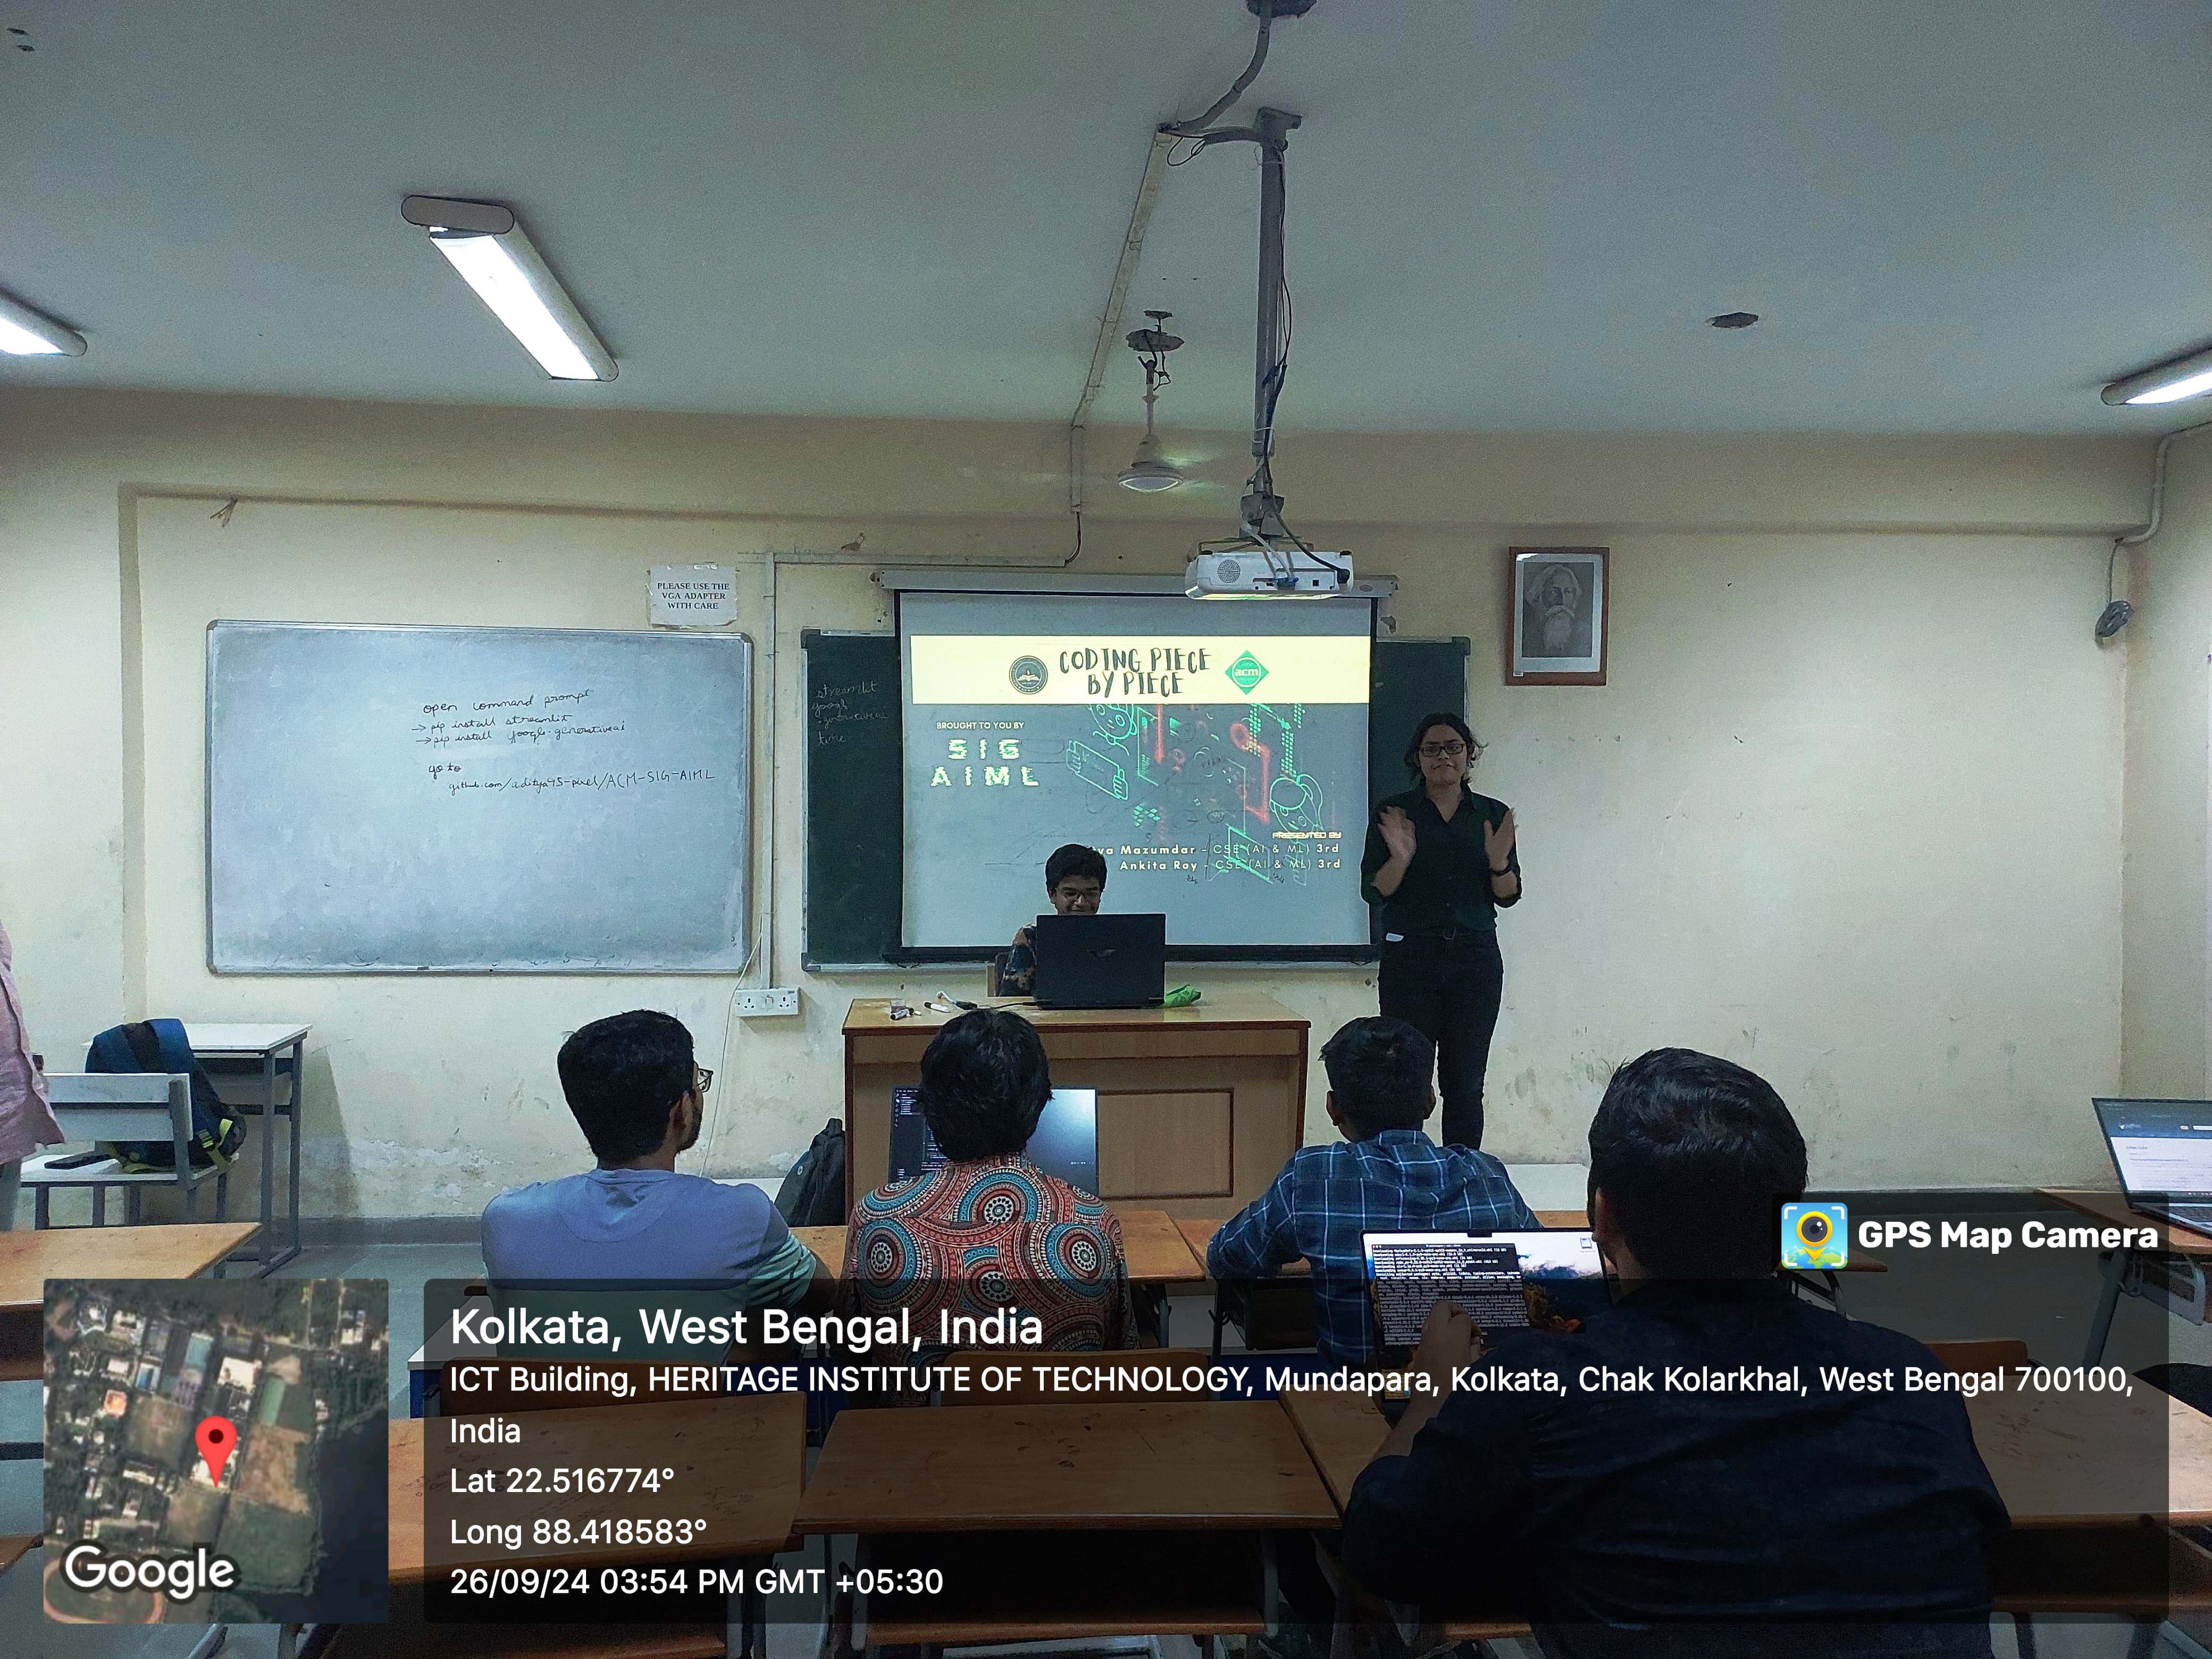 PLEASE USE THE
VGA ADAPTER
WITH CARE
open command prompt
→ pip install streamlit
→ pip install google-generativeai
go to
github.com/aditya45-pixel/ACM-SIG-AIML
streamlit
time
CODING PIECE
BY PIECE
acm
BROUGHT TO YOU BY
SIG
AIML
PRESENTED BY
Mazumdar - CSE (AI & ML) 3rd
Ankita Roy - CSE (AI & ML) 3rd
GPS Map Camera
Kolkata, West Bengal, India
ICT Building, HERITAGE INSTITUTE OF TECHNOLOGY, Mundapara, Kolkata, Chak Kolarkhal, West Bengal 700100,
India
Lat 22.516774°
Long 88.418583°
26/09/24 03:54 PM GMT +05:30
Google